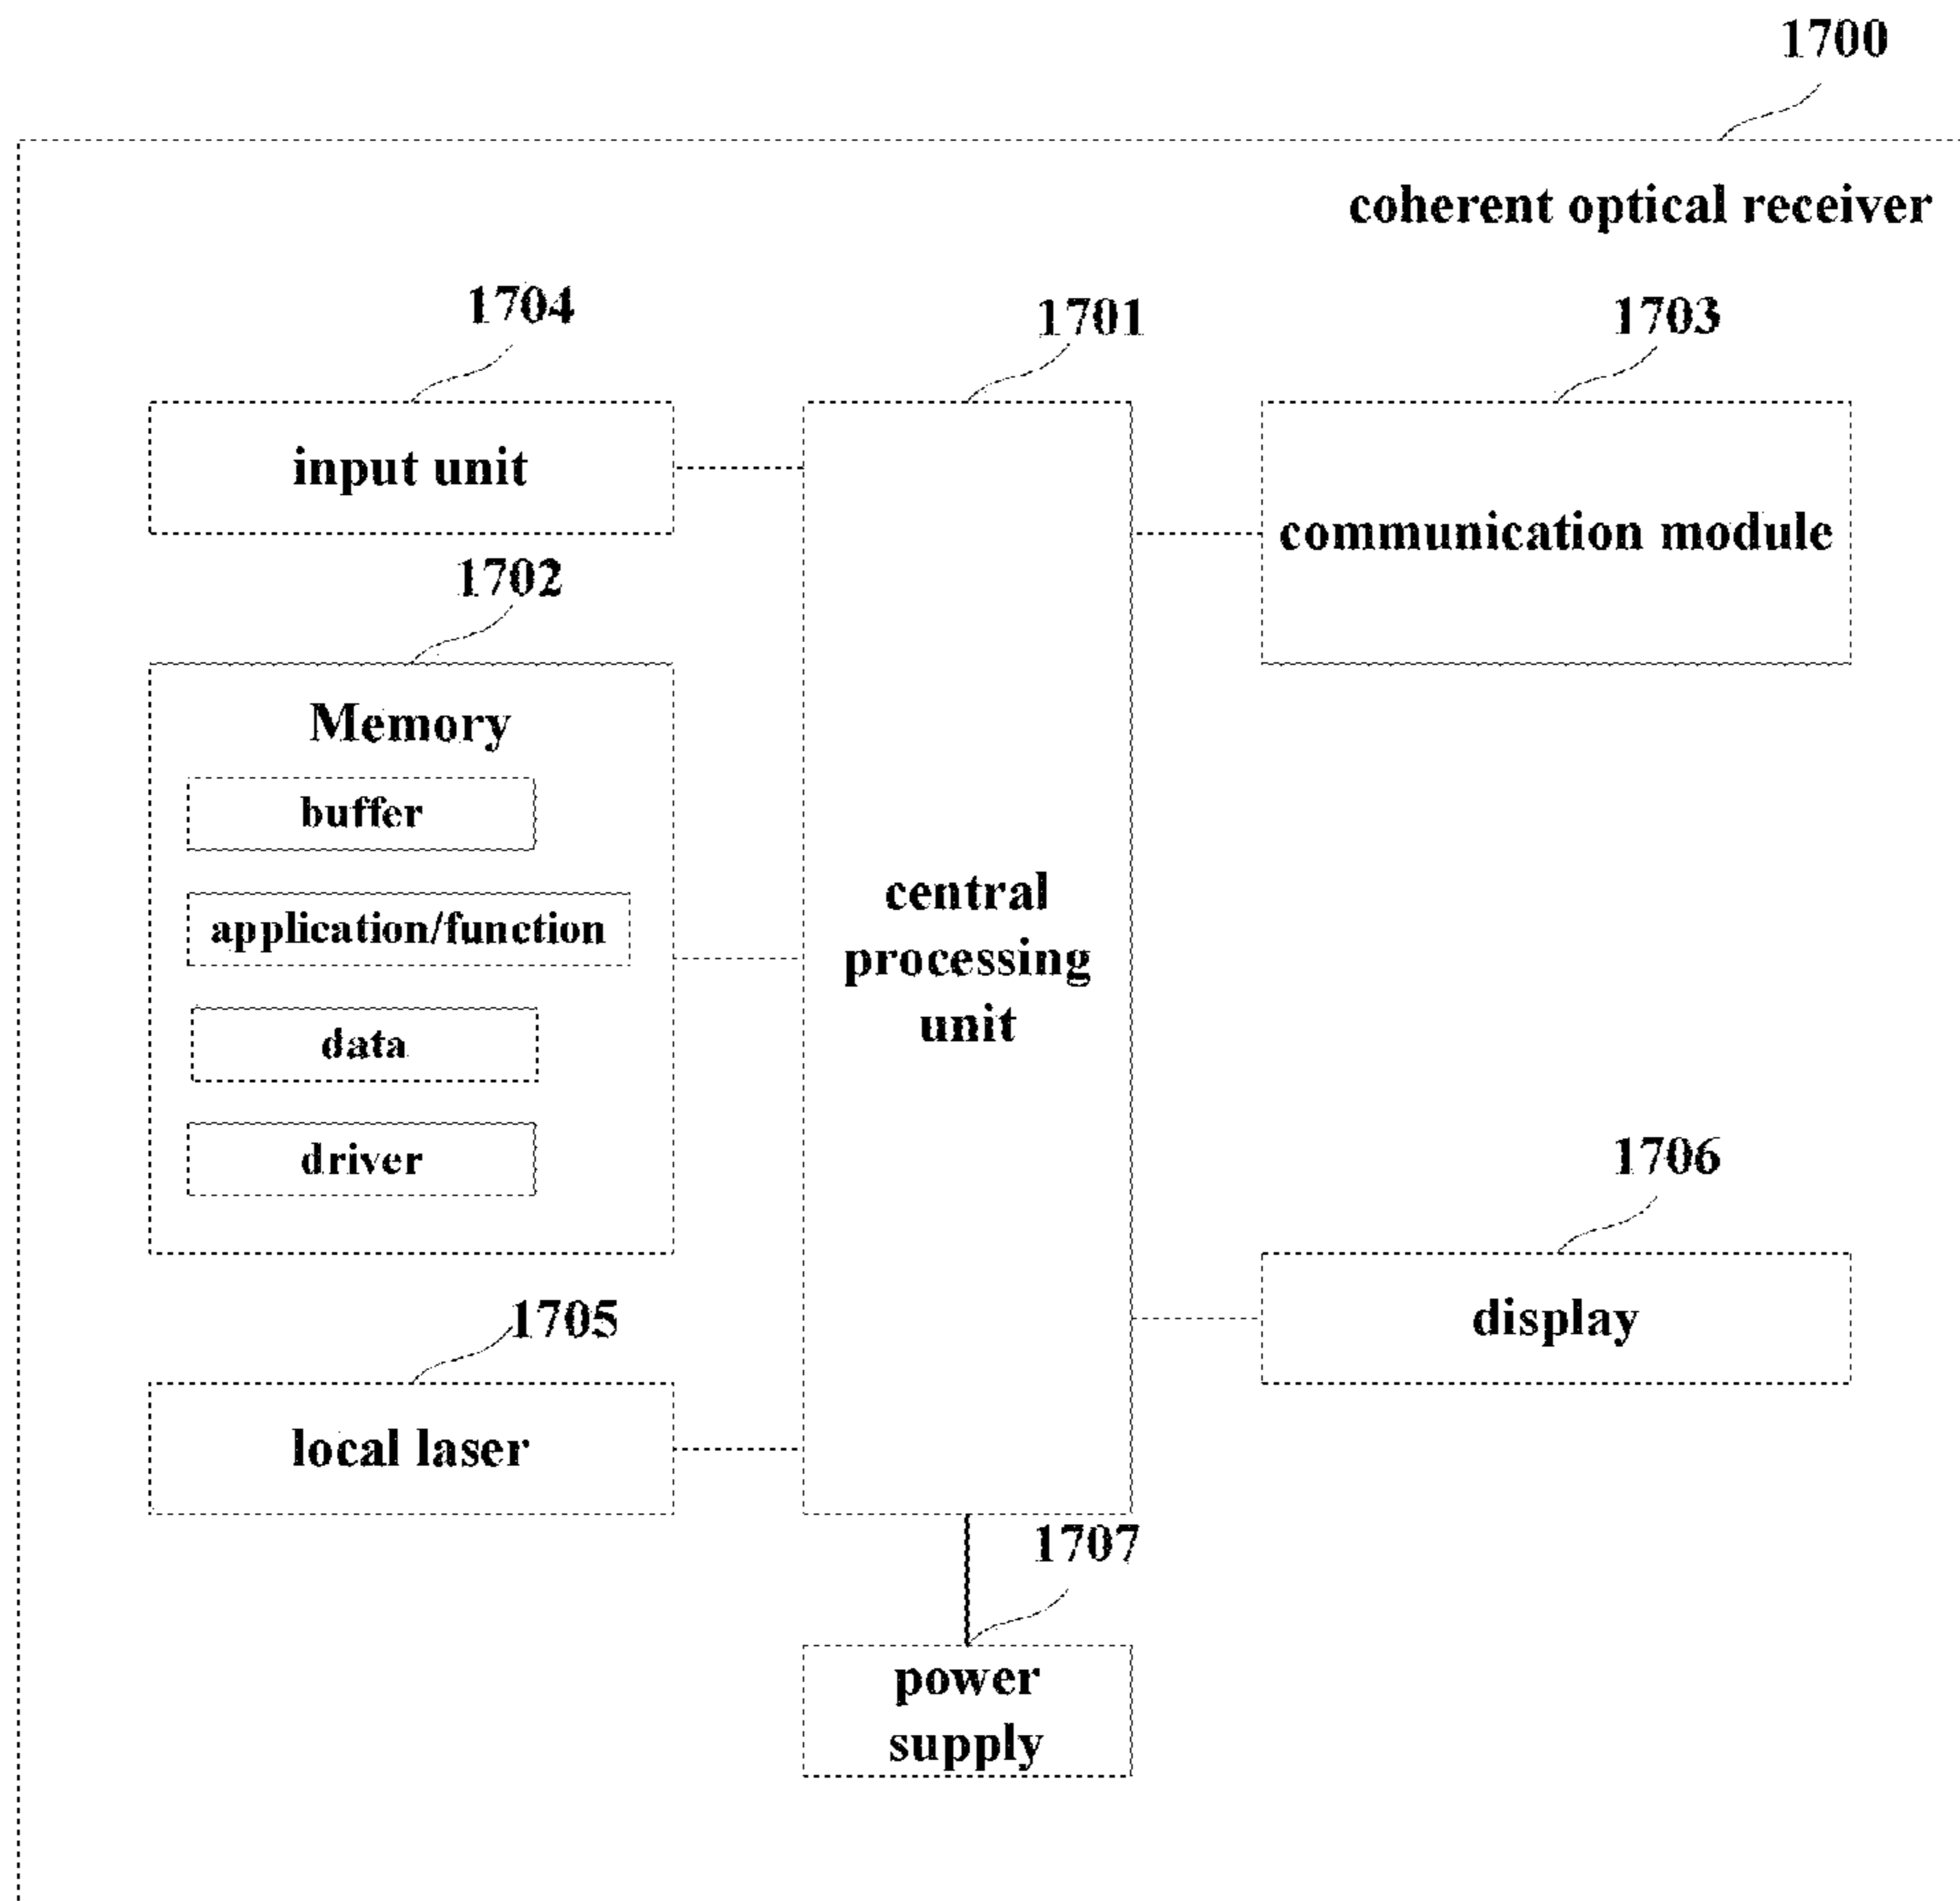 1700
coherent optical receiver
1704
1701
1703
input unit
communication module
1702
Memory
buffer
application/function
data
driver
central
processing
unit
1706
display
1705
local laser
1707
power
supply